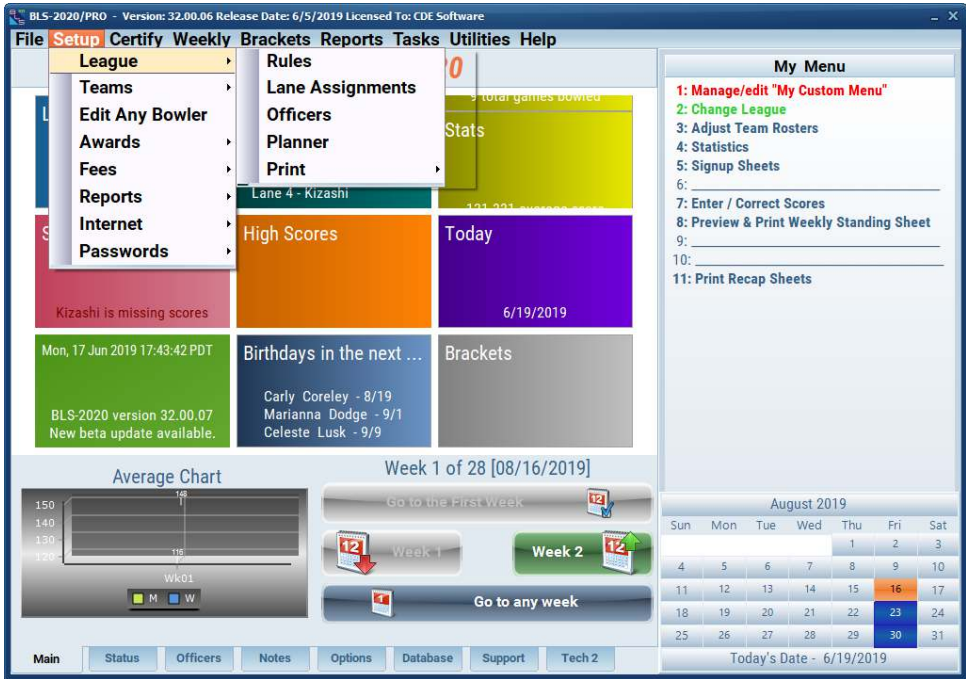 BLS-2020/PRO - Version: 32.00.06 Release Date: 6/5/2019 Licensed To: CDE Software
File Setup Certify Weekly Brackets Reports Tasks Utilities Help
League
Teams
Edit Any Bowler
Awards
Fees
Reports
Internet
Passwords
Rules
Lane Assignments
Officers
Planner
Print
9 total games bowled
Stats
Lane 4 - Kizashi
Kizashi is missing scores
High Scores
Today
6/19/2019
Mon, 17 Jun 2019 17:43:42 PDT
BLS-2020 version 32.00.07
New beta update available.
Birthdays in the next ...
Carly Coreley - 8/19
Marianna Dodge - 9/1
Celeste Lusk - 9/9
Brackets
Average Chart
150
140
130
120
148
116
Wk01
M W
Week 1 of 28 [08/16/2019]
Go to the First Week
12
12
Week 1
Week 2
12
1
Go to any week
My Menu
1: Manage/edit "My Custom Menu"
2: Change League
3: Adjust Team Rosters
4: Statistics
5: Signup Sheets
6:
7: Enter / Correct Scores
8: Preview & Print Weekly Standing Sheet
9:
10:
11: Print Recap Sheets
August 2019
Sun Mon Tue Wed Thu Fri Sat
1 2 3
4 5 6 7 8 9 10
11 12 13 14 15 16 17
18 19 20 21 22 23 24
25 26 27 28 29 30 31
Today's Date - 6/19/2019
Main Status Officers Notes Options Database Support Tech 2